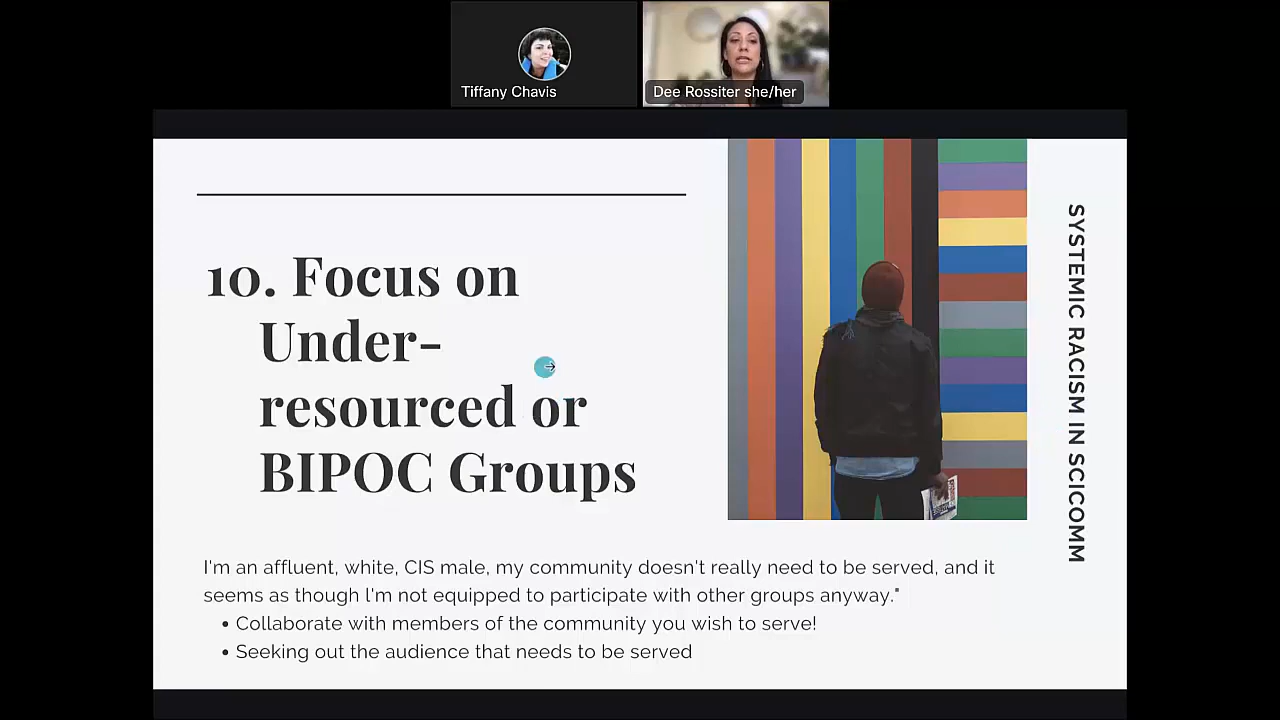 Tiffany Chavis
Dee Rossiter she/her
10. Focus on
Under-
resourced or
BIPOC Groups
SYSTEMIC RACISM IN SCICOMM
I'm an affluent, white, CIS male, my community doesn't really need to be served, and it
seems as though I'm not equipped to participate with other groups anyway."
• Collaborate with members of the community you wish to serve!
• Seeking out the audience that needs to be served